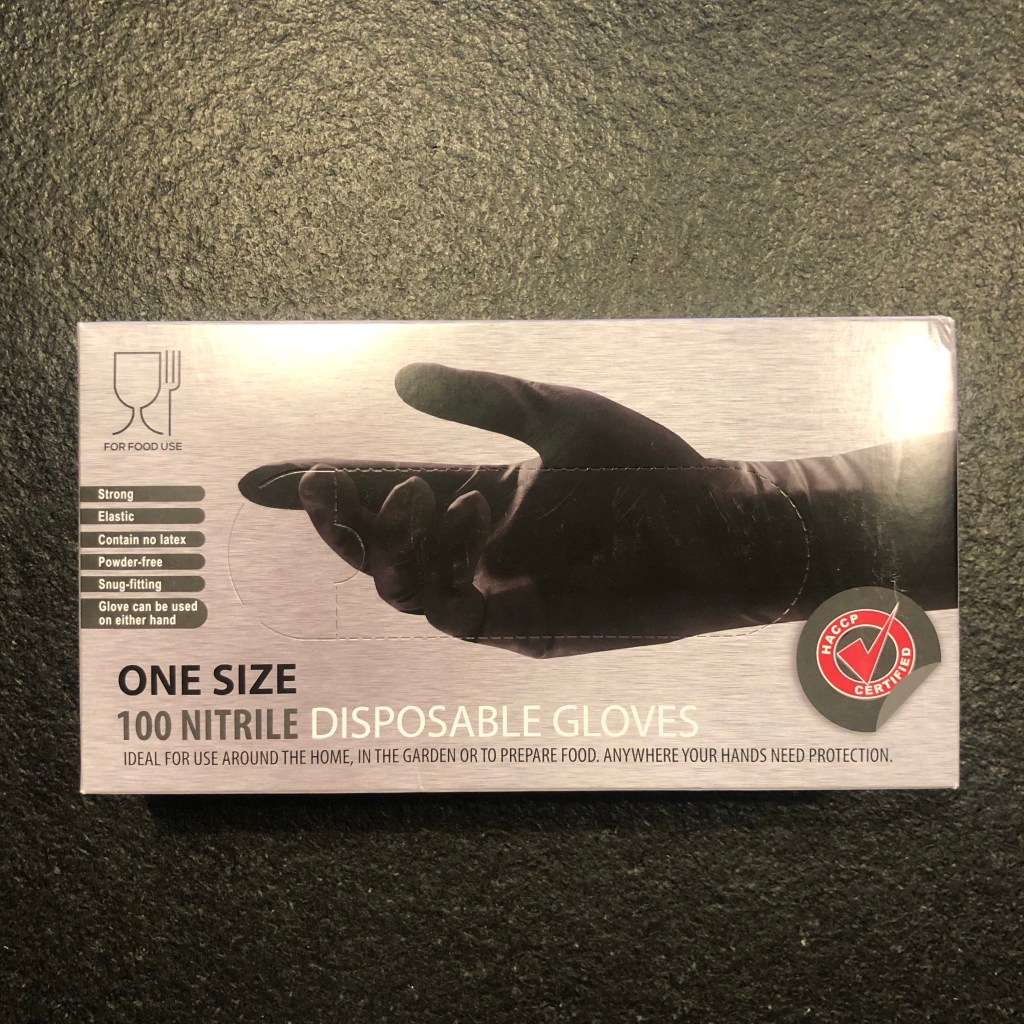 FOR FOOD USE
Strong
Elastic
Contain no latex
Powder-free
Snug-fitting
Glove can be used
on either hand
HACCP
CERTIFIED
ONE SIZE
100 NITRILE DISPOSABLE GLOVES
IDEAL FOR USE AROUND THE HOME, IN THE GARDEN OR TO PREPARE FOOD. ANYWHERE YOUR HANDS NEED PROTECTION.